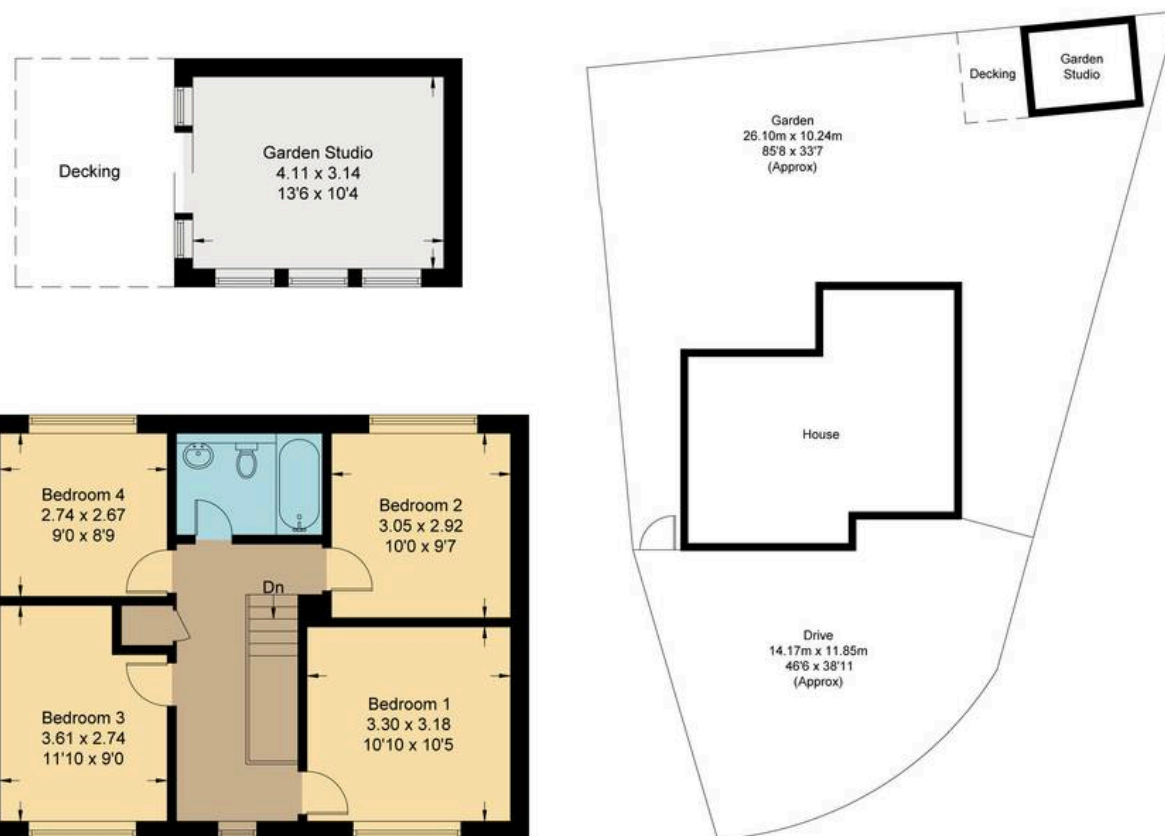 Decking
Garden Studio
4.11 x 3.14
13'6 x 10'4
Garden
26.10m x 10.24m
85'8 x 33'7
(Approx)
Decking
Garden
Studio
House
Drive
14.17m x 11.85m
46'6 x 38'11
(Approx)
Bedroom 4
2.74 x 2.67
9'0 x 8'9
Bedroom 2
3.05 x 2.92
10'0 x 9'7
Dn
Bedroom 3
3.61 x 2.74
11'10 x 9'0
Bedroom 1
3.30 x 3.18
10'10 x 10'5